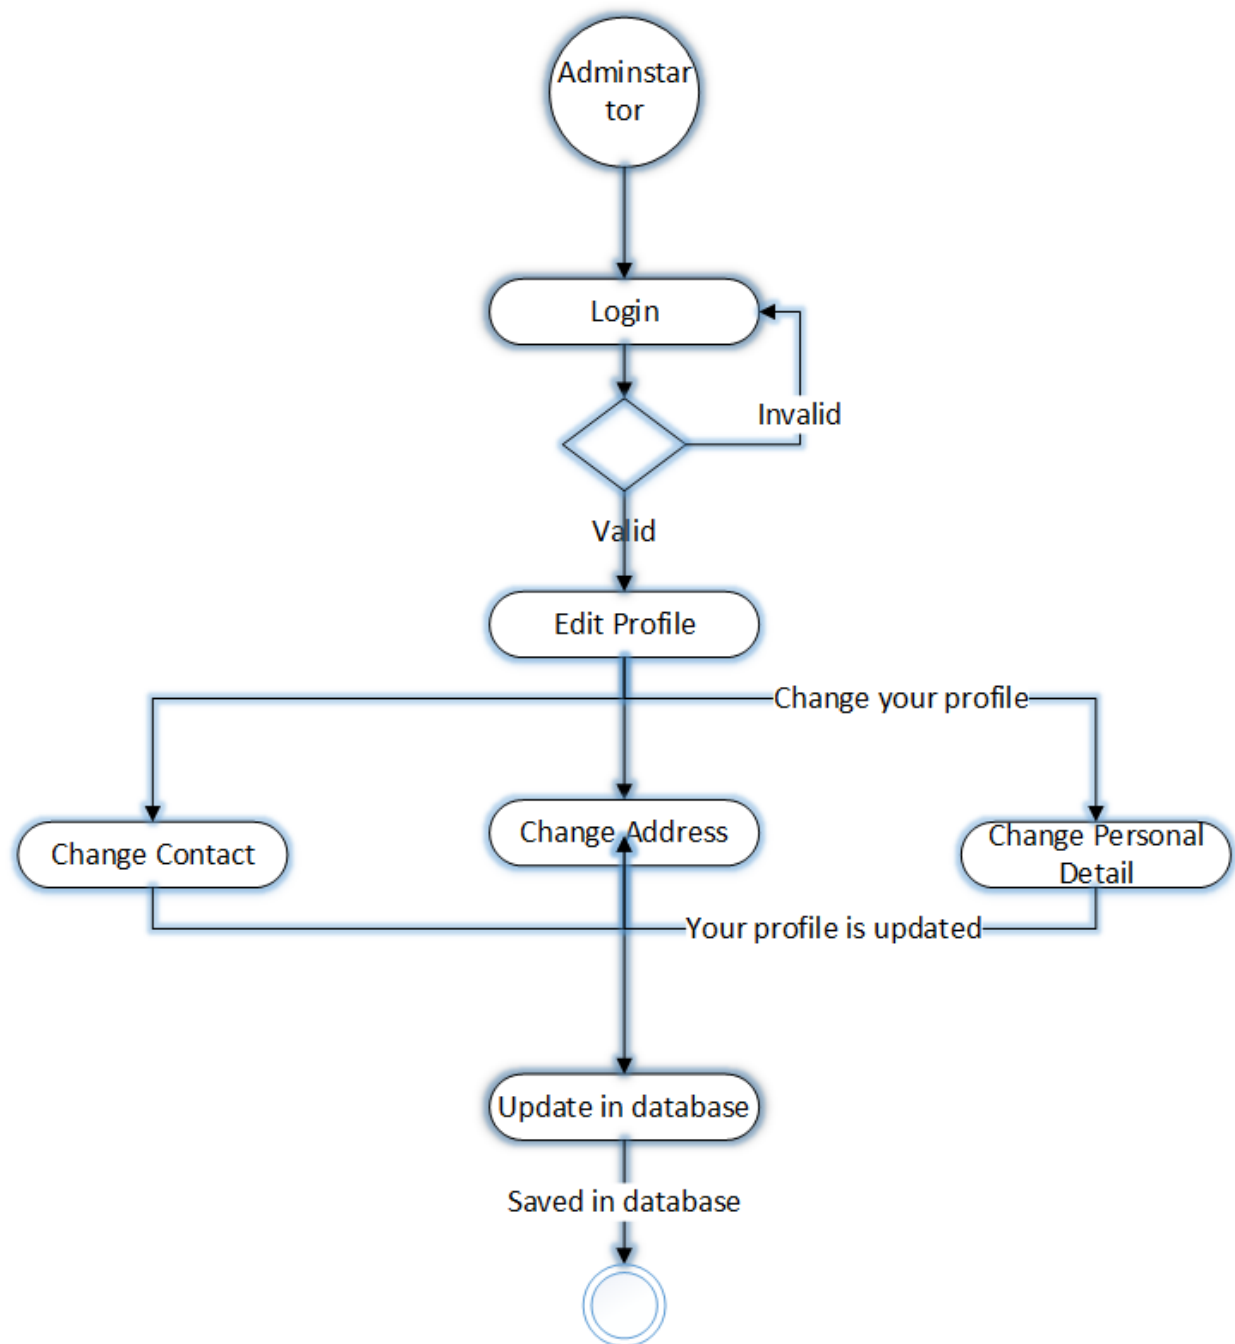 Adminstar
tor
Login
Invalid
Valid
Edit Profile
Change your profile
Change Contact
Change Address
Change Personal
Detail
Your profile is updated
Update in database
Saved in database